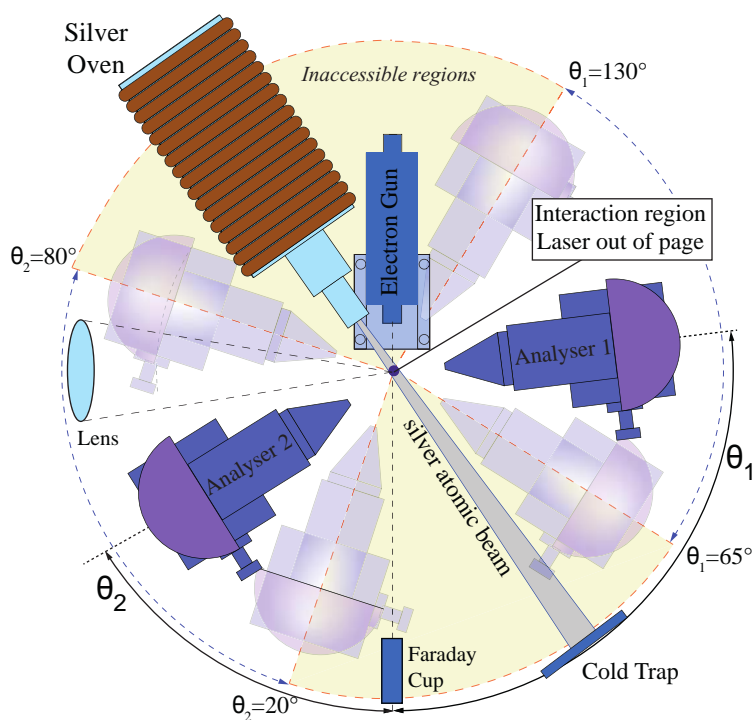 Silver
Oven
Inaccessible regions
θ₁=130°
Electron Gun
Interaction region
Laser out of page
θ₂=80°
Analyser 1
Lens
Analyser 2
silver atomic beam
θ₁
θ₁=65°
θ₂
Faraday
Cup
Cold Trap
θ₂=20°